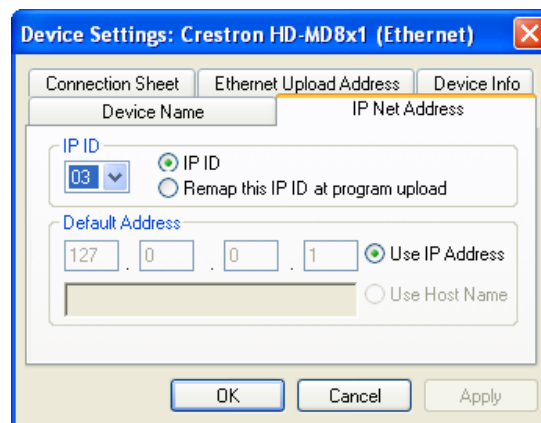 Device Settings: Crestron HD-MD8x1 (Ethernet)
Connection Sheet Ethernet Upload Address Device Info
Device Name IP Net Address
IP ID
03 IP ID
Remap this IP ID at program upload
Default Address
127 . 0 . 0 . 1 Use IP Address
Use Host Name
OK Cancel Apply